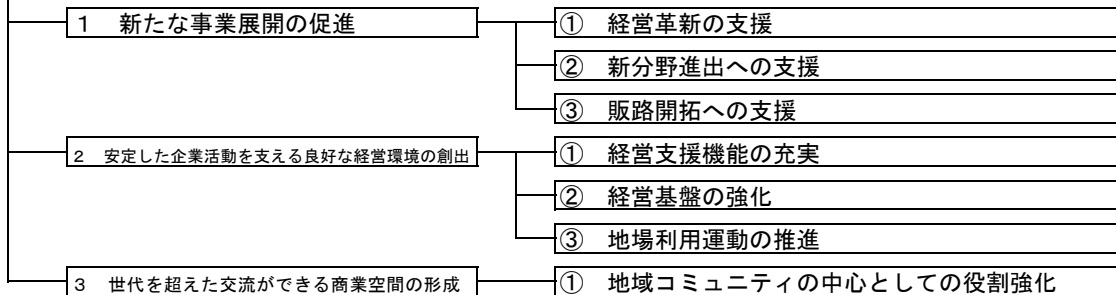 1 新たな事業展開の促進
① 経営革新の支援
② 新分野進出への支援
③ 販路開拓への支援
2 安定した企業活動を支える良好な経営環境の創出
① 経営支援機能の充実
② 経営基盤の強化
③ 地場利用運動の推進
3 世代を超えた交流ができる商業空間の形成
① 地域コミュニティの中心としての役割強化